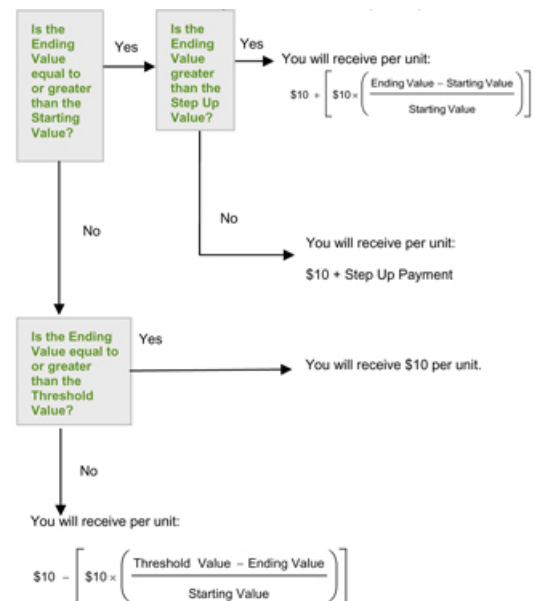 Is the
Ending
Value
equal to
or greater
than the
Starting
Value?
Yes
Is the
Ending
Value
greater
than the
Step Up
Value?
Yes
You will receive per unit:
$10 + [ $10 × ( Ending Value – Starting Value
Starting Value ) ]
No
No
You will receive per unit:
$10 + Step Up Payment
Is the Ending
Value equal to
or greater
than the
Threshold
Value?
Yes
You will receive $10 per unit.
No
You will receive per unit:
$10 – [ $10 × ( Threshold Value – Ending Value
Starting Value ) ]